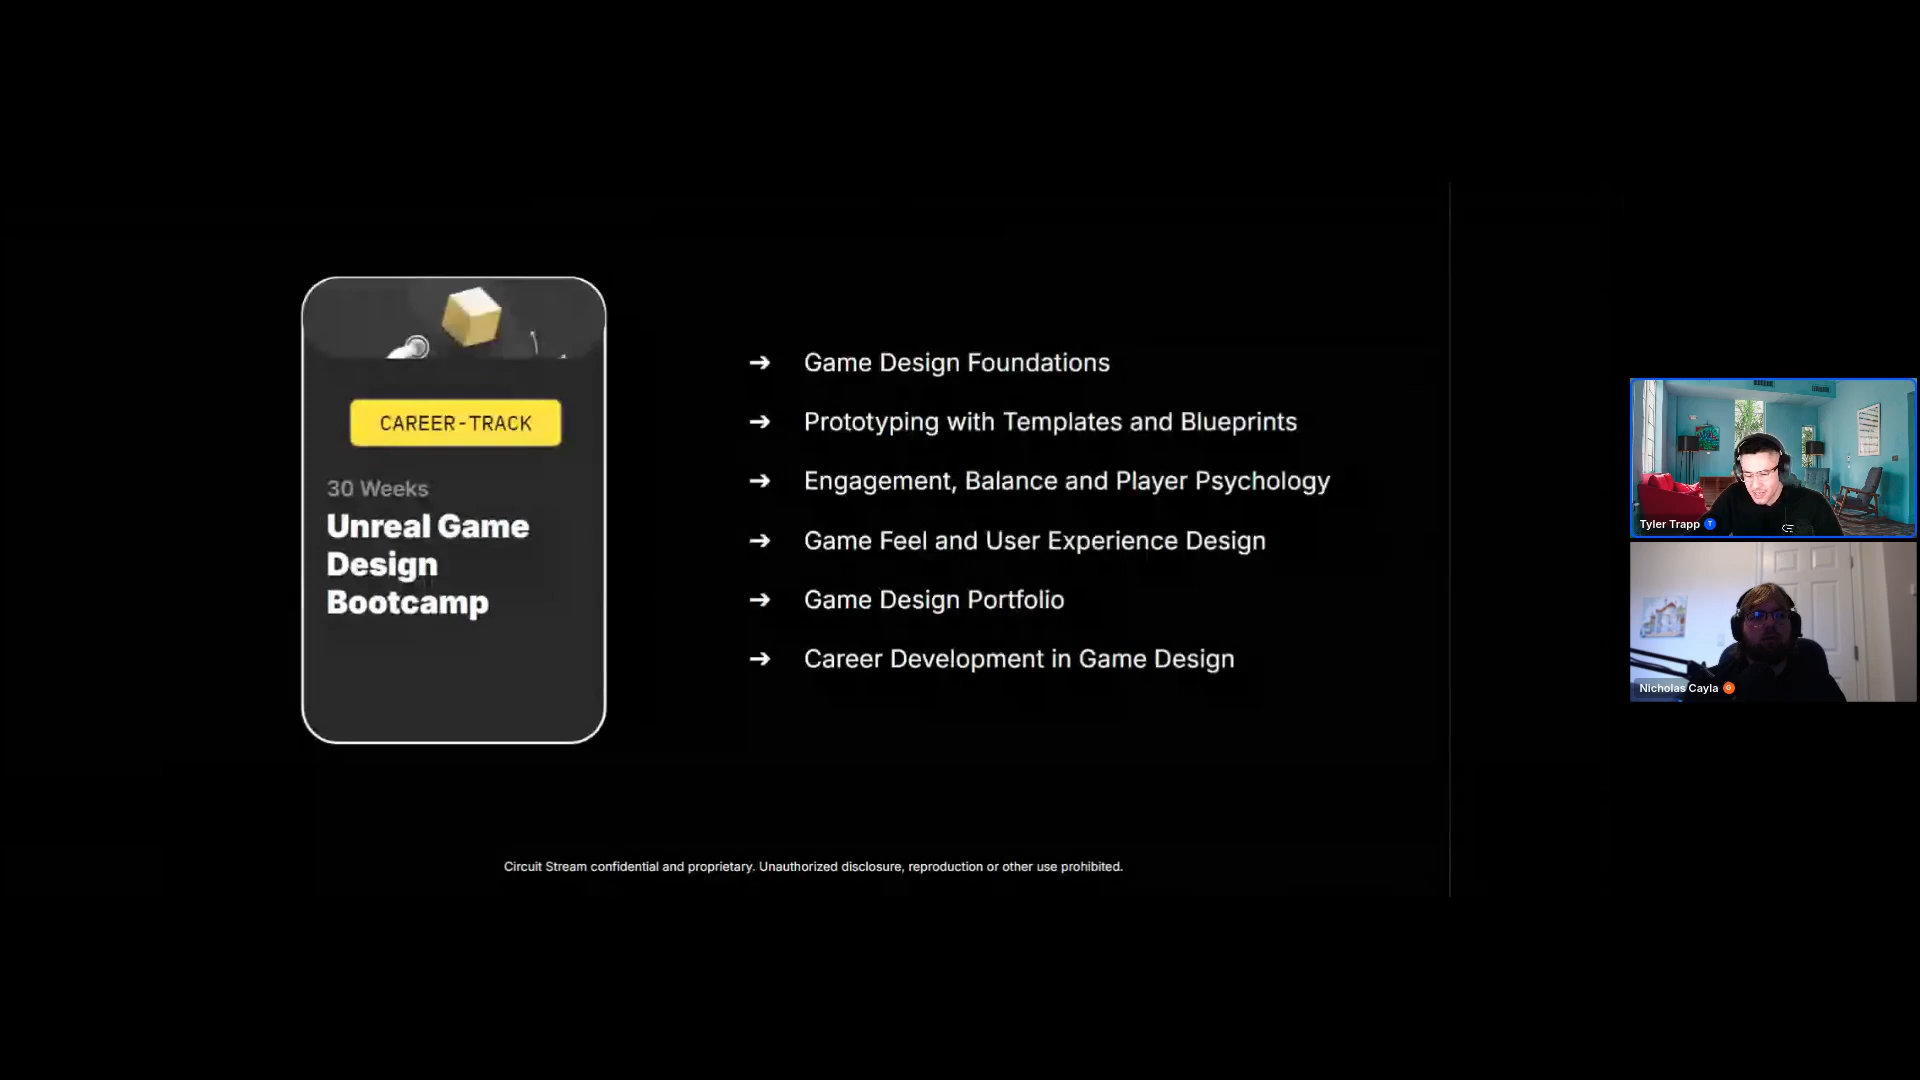 CAREER-TRACK
30 Weeks
Unreal Game
Design
Bootcamp
➔ Game Design Foundations
➔ Prototyping with Templates and Blueprints
➔ Engagement, Balance and Player Psychology
➔ Game Feel and User Experience Design
➔ Game Design Portfolio
➔ Career Development in Game Design
Circuit Stream confidential and proprietary. Unauthorized disclosure, reproduction or other use prohibited.
Tyler Trapp T
Nicholas Cayla